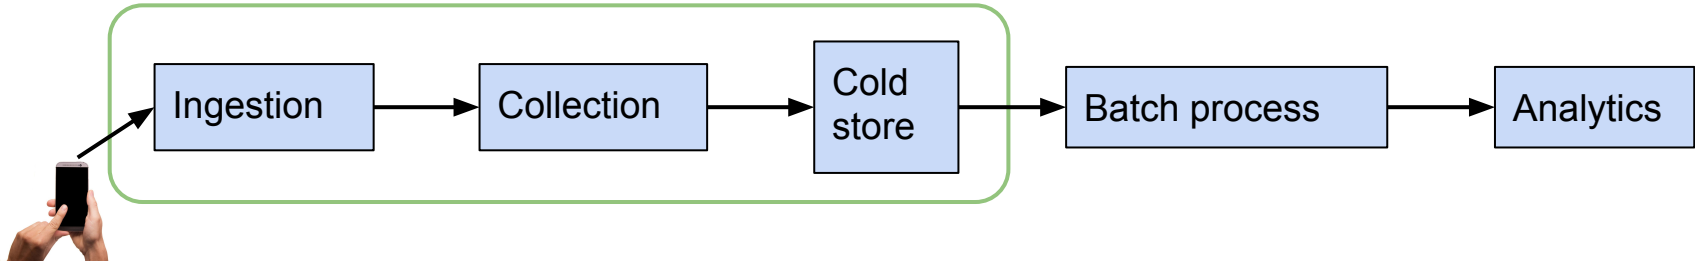 Ingestion
Collection
Cold
store
Batch process
Analytics